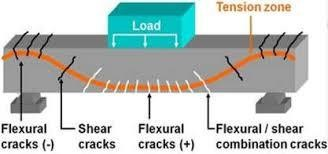 Tension zone
Load
Flexural
cracks (-)
Shear
cracks
Flexural
cracks (+)
Flexural / shear
combination cracks